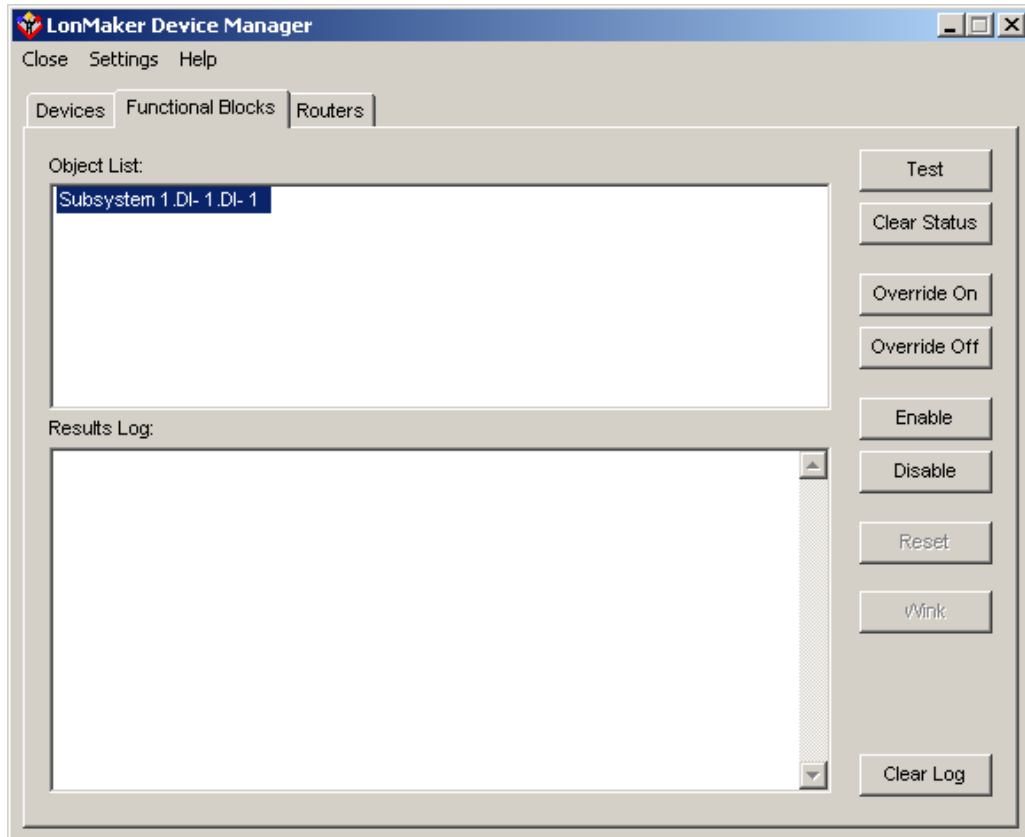 LonMaker Device Manager
Close Settings Help
Devices Functional Blocks Routers
Object List:
Subsystem 1.DI- 1.DI- 1
Test
Clear Status
Override On
Override Off
Results Log:
Enable
Disable
Reset
Wink
Clear Log